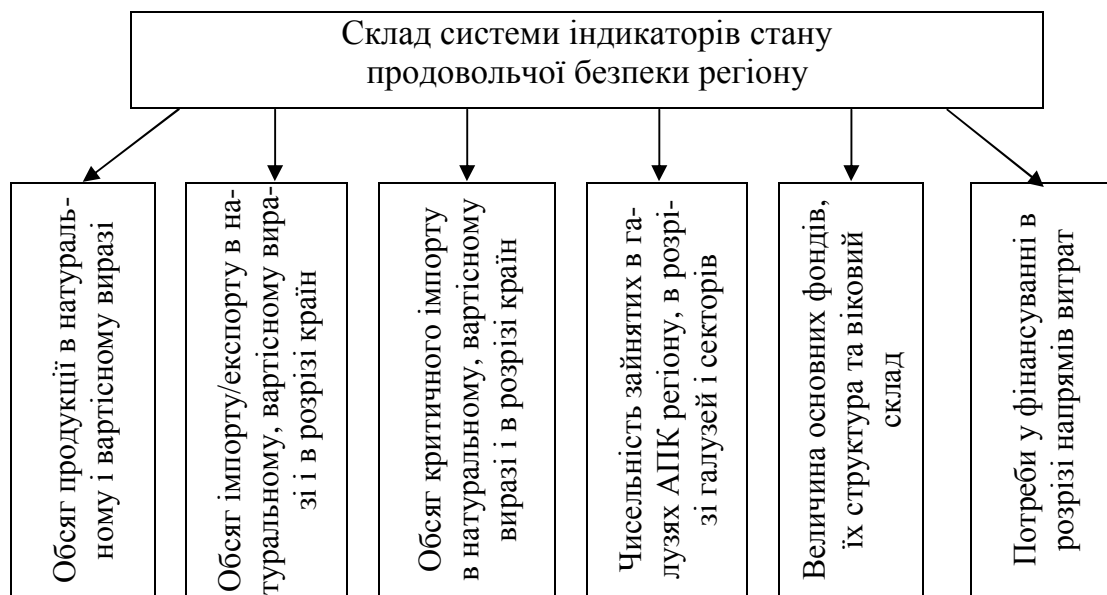 Склад системи індикаторів стану
продовольчої безпеки регіону
Обсяг продукції в натураль-
ному і вартісному виразі
Обсяг імпорту/експорту в на-
туральному, вартісному вира-
зі і в розрізі країн
Обсяг критичного імпорту
в натуральному, вартісному
виразі і в розрізі країн
Чисельність зайнятих в га-
лузях АПК регіону, в розрі-
зі галузей і секторів
Величина основних фондів,
їх структура та віковий
склад
Потреби у фінансуванні в
розрізі напрямів витрат